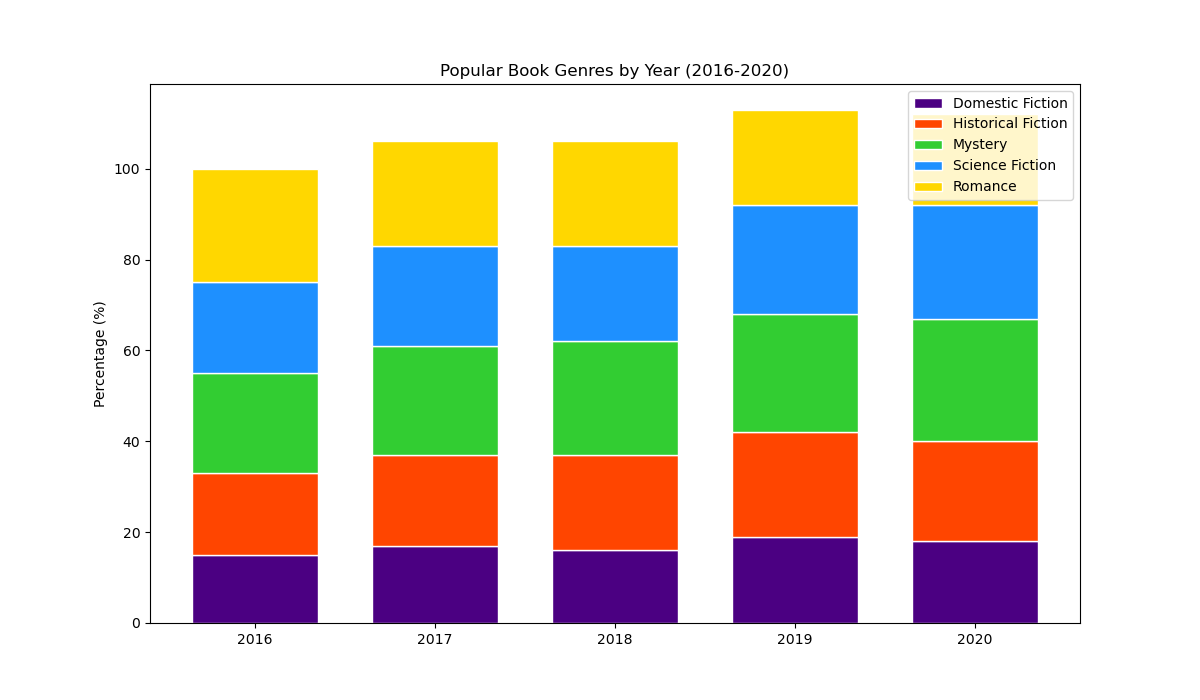 Popular Book Genres by Year (2016-2020)
Domestic Fiction
Historical Fiction
Mystery
Science Fiction
Romance
Percentage (%)
100
80
60
40
20
0
2016 2017 2018 2019 2020